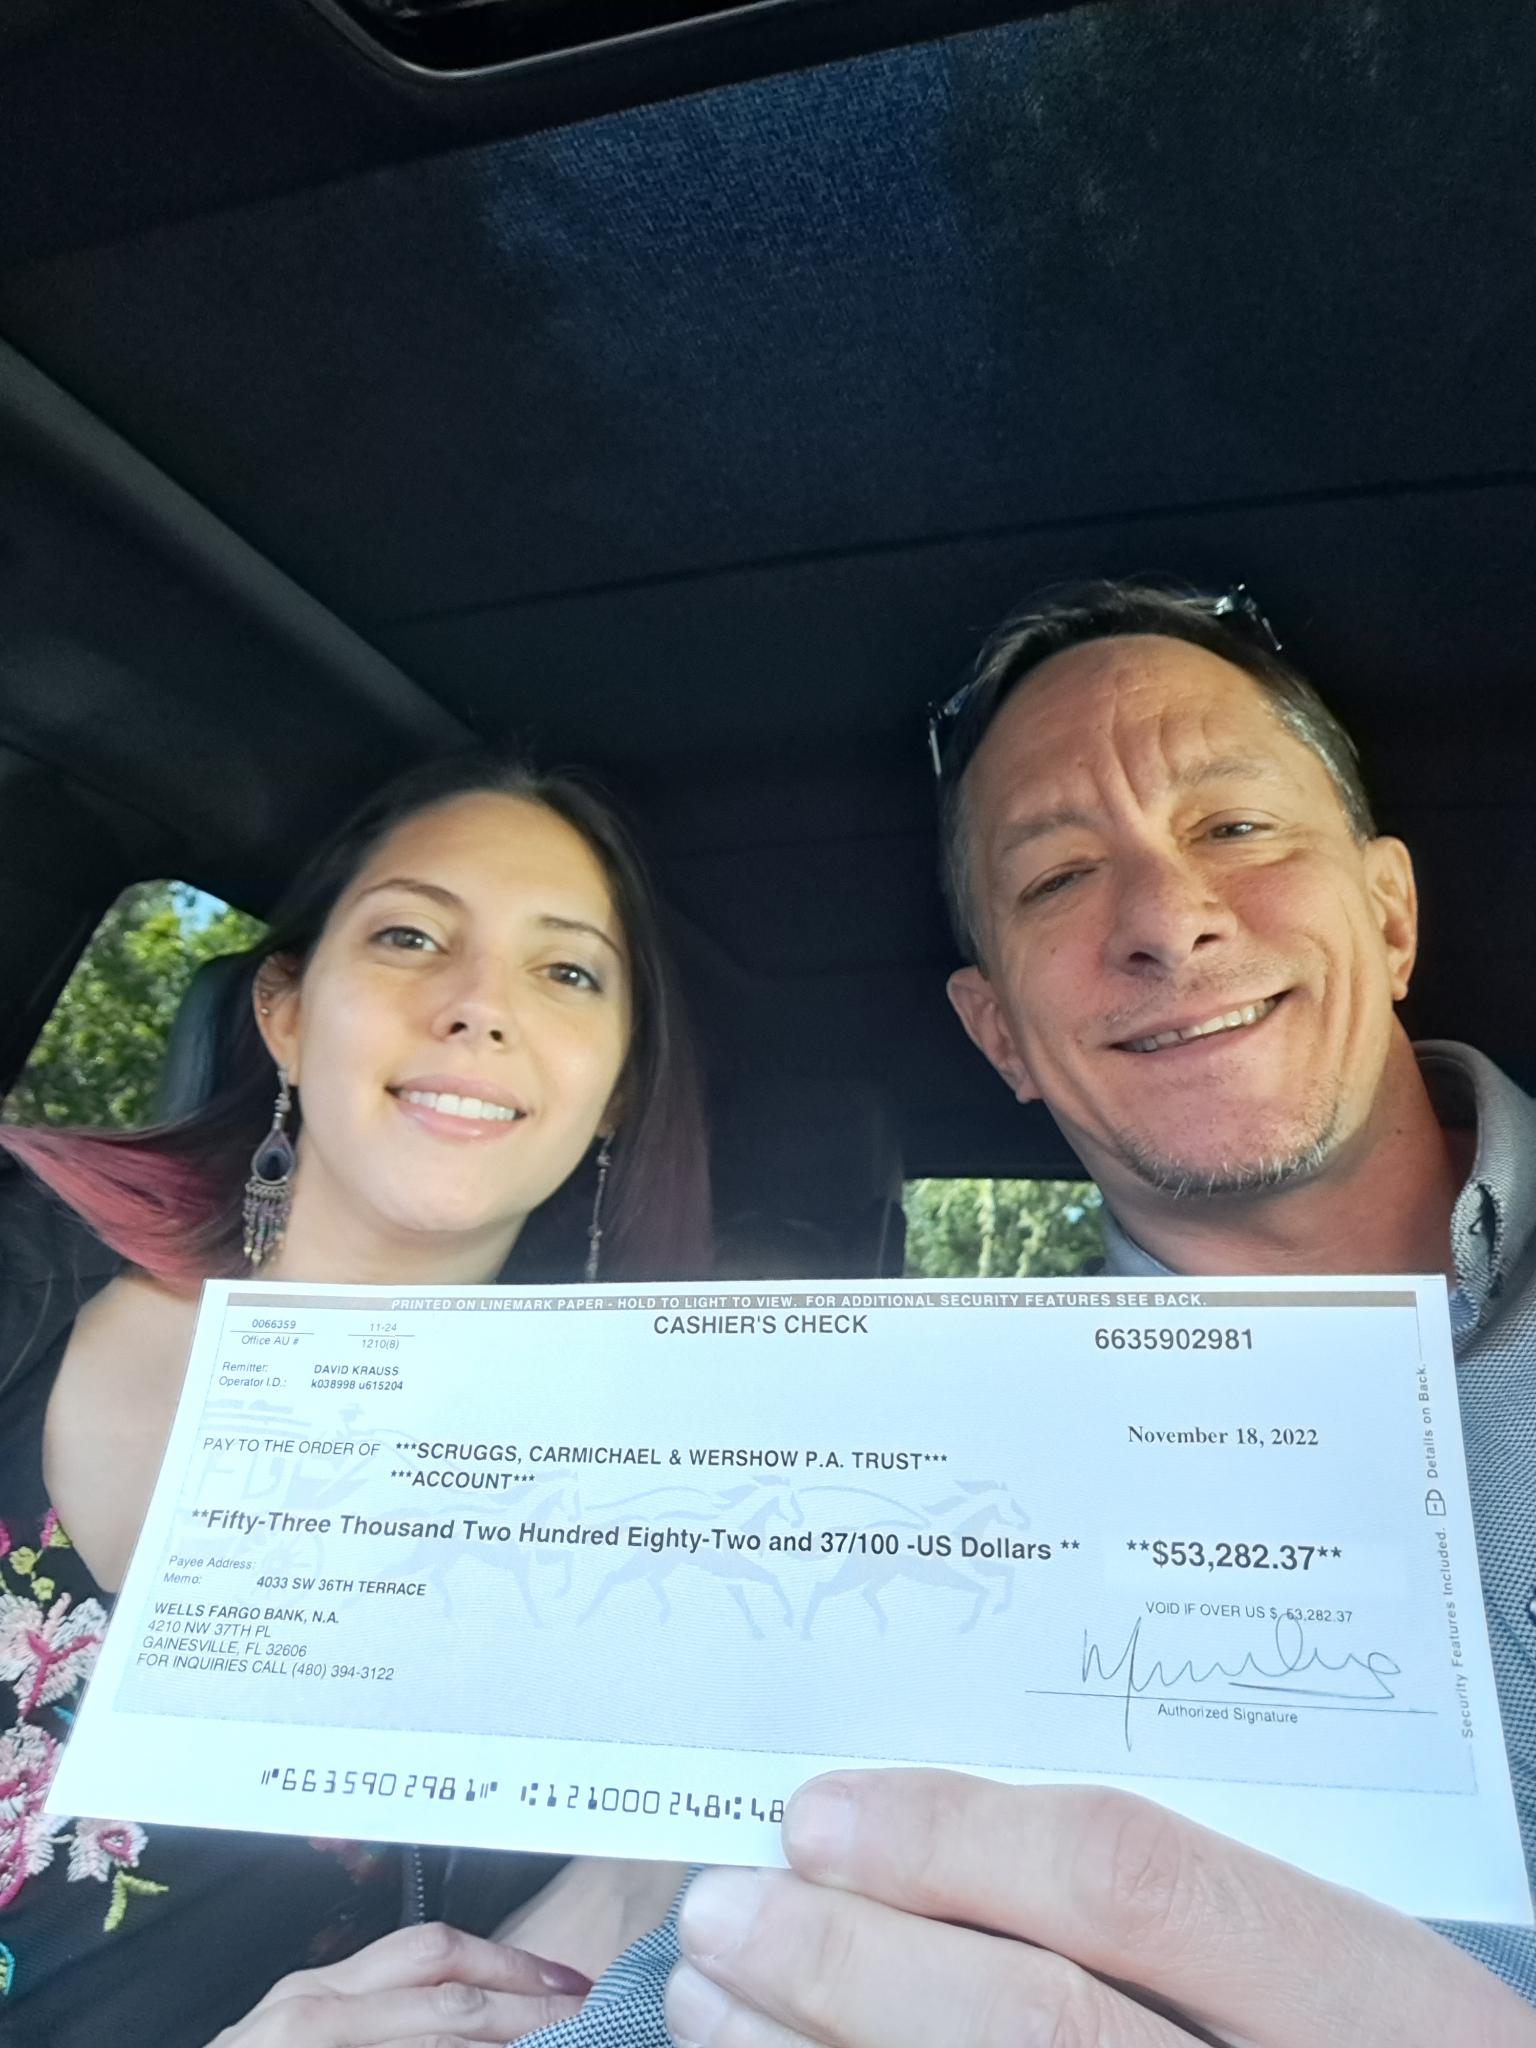 PRINTED ON LINEMARK PAPER - HOLD TO LIGHT TO VIEW. FOR ADDITIONAL SECURITY FEATURES SEE BACK.
0066359
Office AU #
11-24
1210(8)
CASHIER'S CHECK
6635902981
Remitter: DAVID KRAUSS
Operator I.D.: k038998 u615204
November 18, 2022
PAY TO THE ORDER OF ***SCRUGGS, CARMICHAEL & WERSHOW P.A. TRUST***
***ACCOUNT***
**Fifty-Three Thousand Two Hundred Eighty-Two and 37/100 -US Dollars ** **$53,282.37**
Payee Address:
Memo: 4033 SW 36TH TERRACE
WELLS FARGO BANK, N.A.
4210 NW 37TH PL
GAINESVILLE, FL 32606
FOR INQUIRIES CALL (480) 394-3122
VOID IF OVER US $ 53,282.37
Authorized Signature
Security Features Included. Details on Back.
⑈6635902981⑈ ⑆121000248⑆48